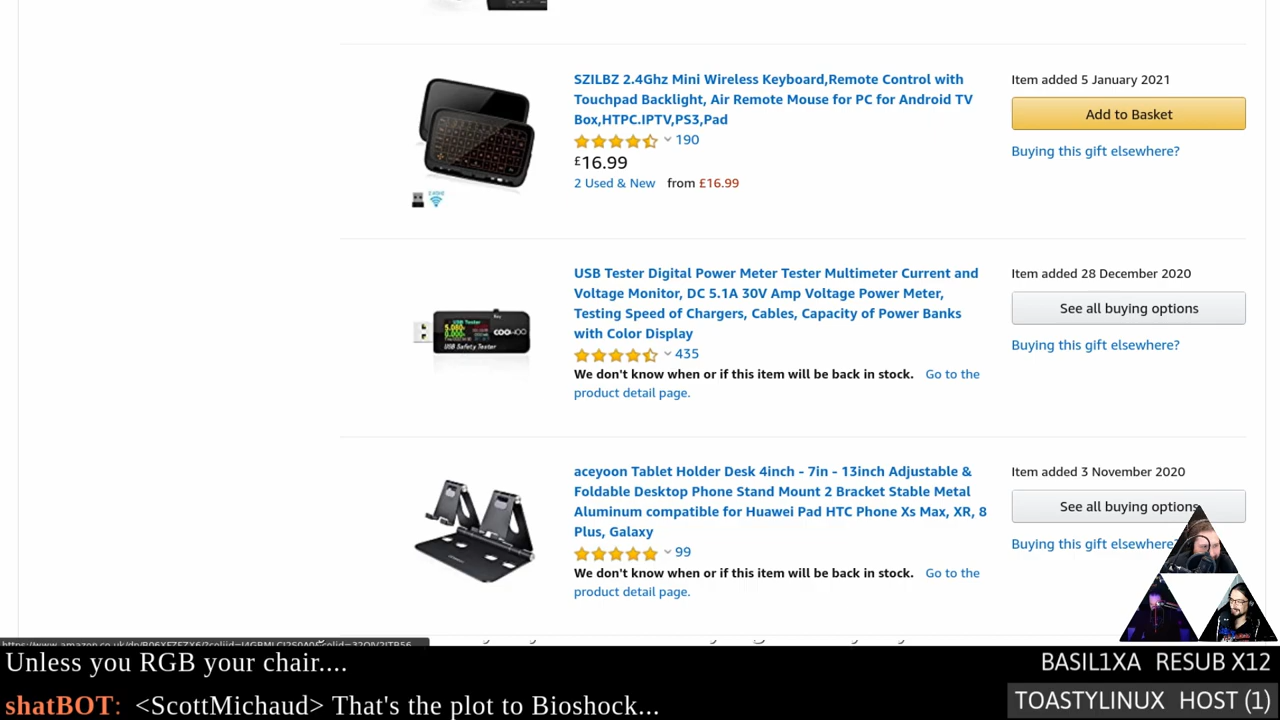 SZILBZ 2.4Ghz Mini Wireless Keyboard,Remote Control with
Touchpad Backlight, Air Remote Mouse for PC for Android TV
Box,HTPC.IPTV,PS3,Pad
190
£16.99
2 Used & New from £16.99
Item added 5 January 2021
Add to Basket
Buying this gift elsewhere?
USB Tester Digital Power Meter Tester Multimeter Current and
Voltage Monitor, DC 5.1A 30V Amp Voltage Power Meter,
Testing Speed of Chargers, Cables, Capacity of Power Banks
with Color Display
435
We don't know when or if this item will be back in stock. Go to the
product detail page.
Item added 28 December 2020
See all buying options
Buying this gift elsewhere?
USB Tester
USB Safety Tester
aceyoon Tablet Holder Desk 4inch - 7in - 13inch Adjustable &
Foldable Desktop Phone Stand Mount 2 Bracket Stable Metal
Aluminum compatible for Huawei Pad HTC Phone Xs Max, XR, 8
Plus, Galaxy
99
We don't know when or if this item will be back in stock. Go to the
product detail page.
Item added 3 November 2020
See all buying options
Buying this gift elsewhere
Unless you RGB your chair....
shatBOT: <ScottMichaud> That's the plot to Bioshock...
BASIL1XA RESUB X12
TOASTYLINUX HOST (1)